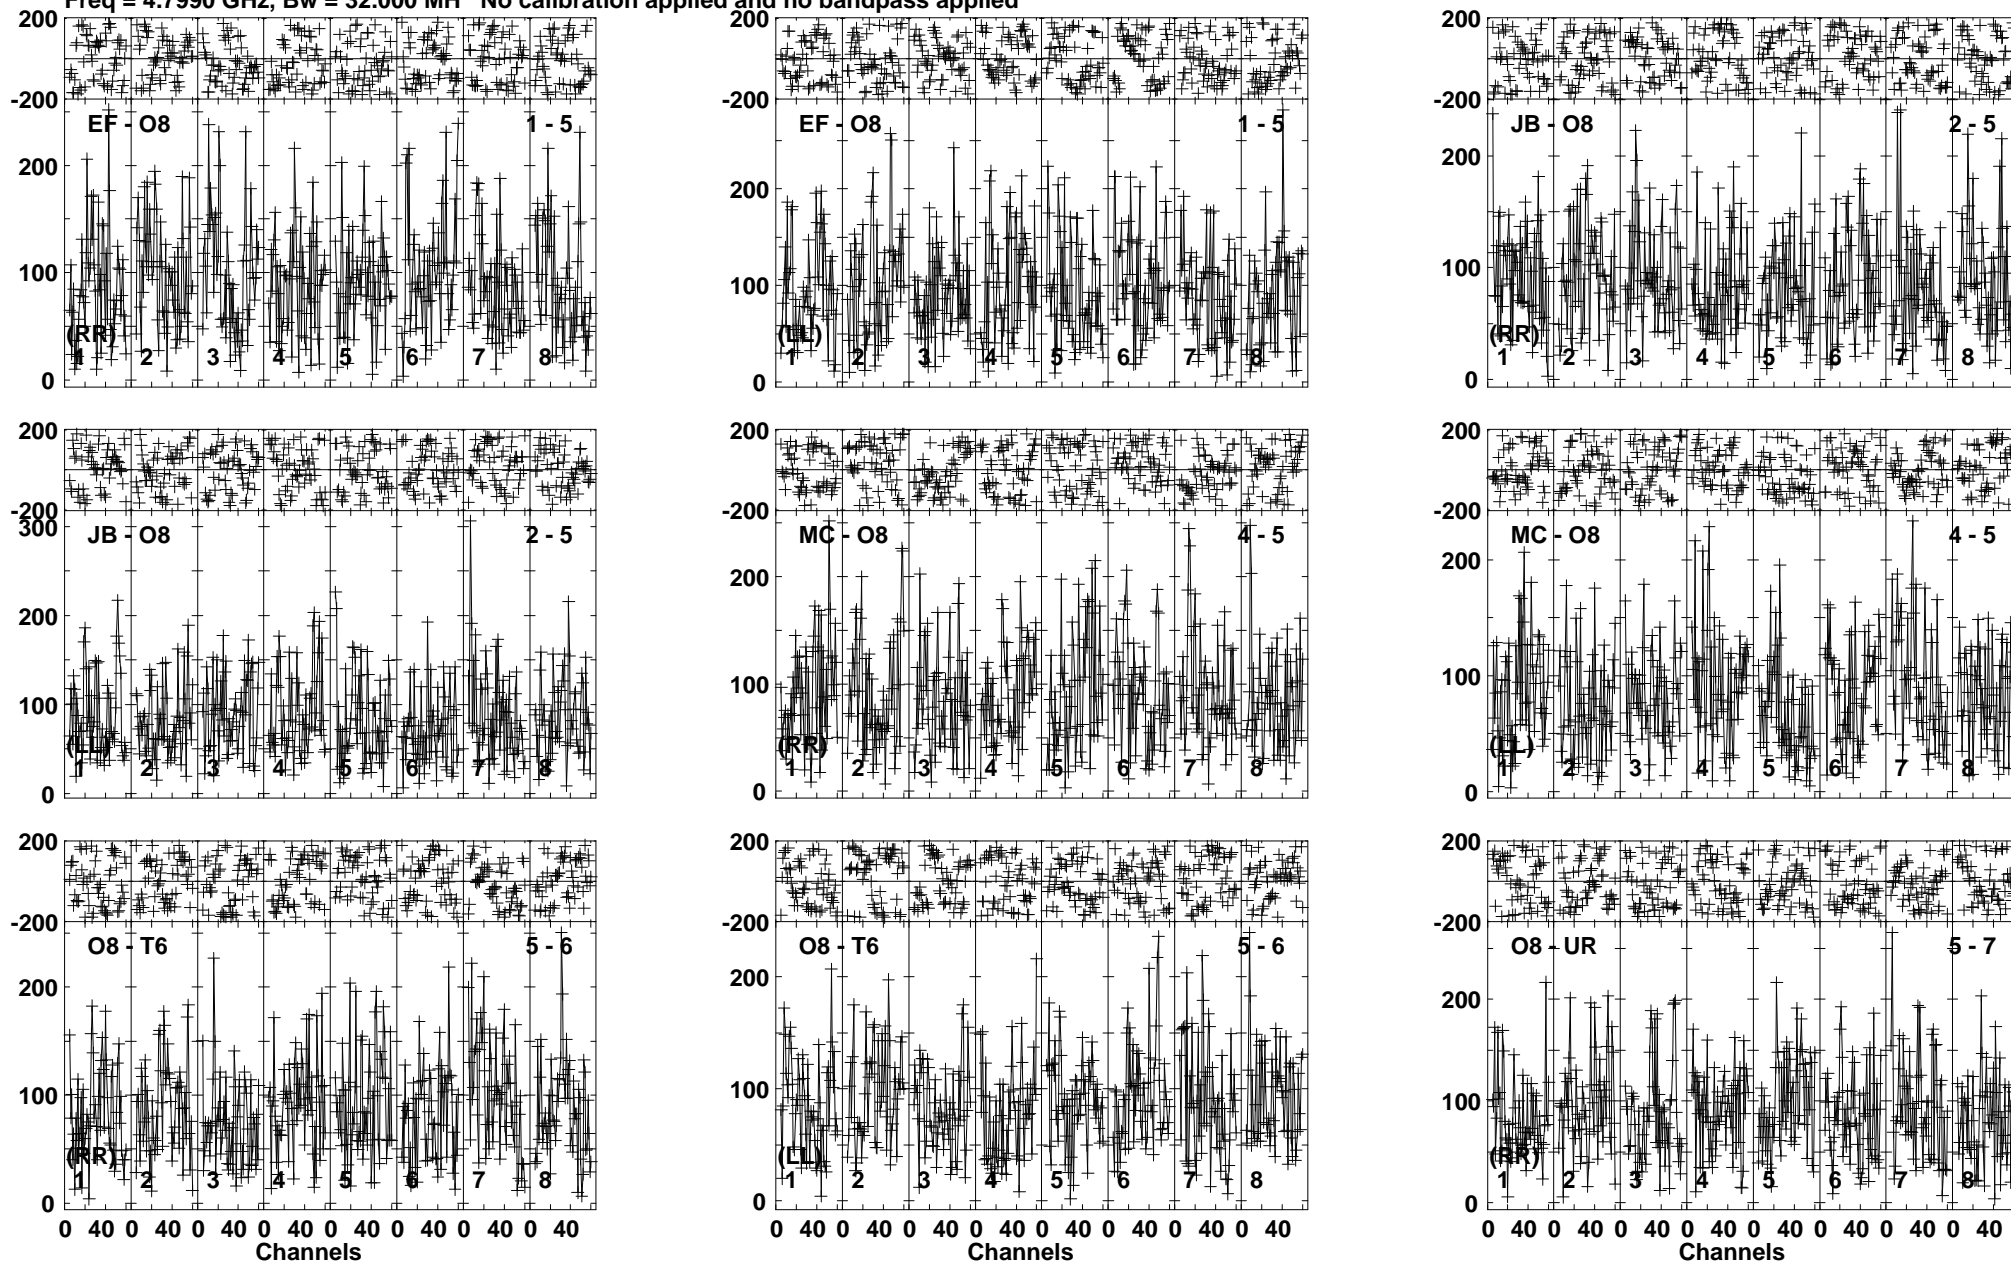 Freq = 4.7990 GHz, Bw = 32.000 MH No calibration applied and no bandpass applied
200 200 200
-200 -200 -200
EF - O8 1 - 5 EF - O8 1 - 5 JB - O8 2 - 5
200 200 200
100 100 100
(RR) (LL) (RR)
1 2 3 4 5 6 7 8 1 2 3 4 5 6 7 8 1 2 3 4 5 6 7 8
0 0 0
200 200 200
-200 -200 -200
300
JB - O8 2 - 5 MC - O8 4 - 5 MC - O8 4 - 5
200 200 200
100 100 100
(LL) (RR) (LL)
1 2 3 4 5 6 7 8 1 2 3 4 5 6 7 8 1 2 3 4 5 6 7 8
0 0 0
200 200 200
-200 -200 -200
O8 - T6 5 - 6 O8 - T6 5 - 6 O8 - UR 5 - 7
200 200 200
100 100 100
(RR) (LL) (RR)
1 2 3 4 5 6 7 8 1 2 3 4 5 6 7 8 1 2 3 4 5 6 7 8
0 0 0
0 40 0 40 0 40 0 40 0 40 0 40 0 40 0 40 0 40 0 40 0 40 0 40 0 40 0 40 0 40 0 40 0 40 0 40 0 40 0 40 0 40 0 40 0 40 0 40
Channels Channels Channels